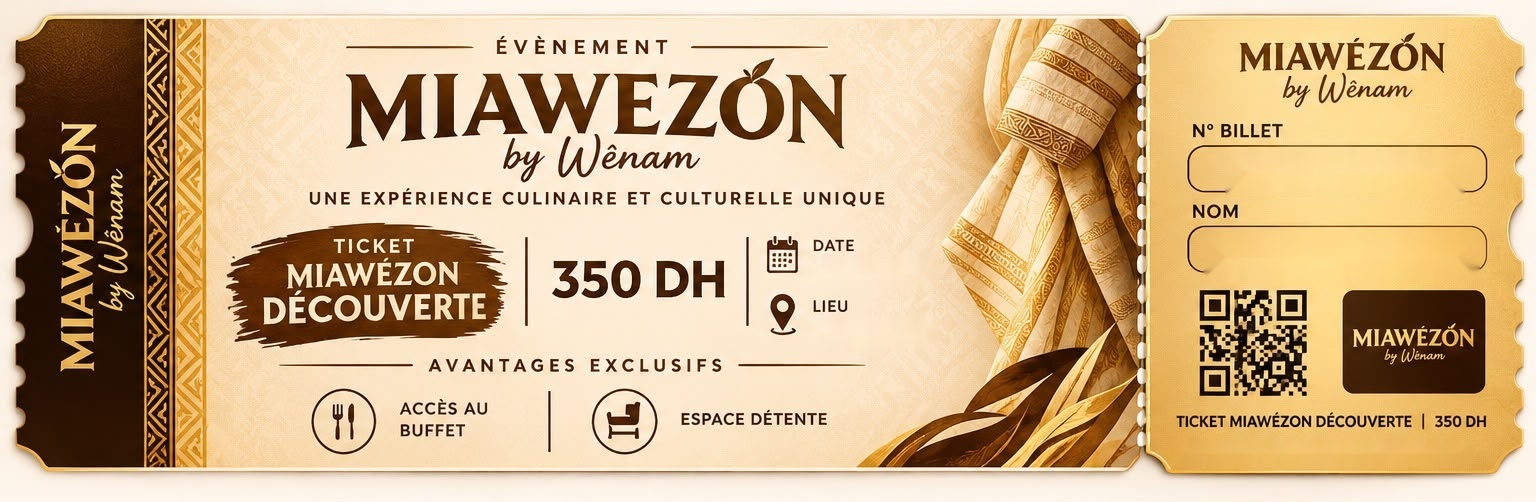 MIAWÉZÓN
by Wênam
ÉVÈNEMENT
MIAWEZÓN
by Wênam
UNE EXPÉRIENCE CULINAIRE ET CULTURELLE UNIQUE
TICKET
MIAWÉZON
DÉCOUVERTE
350 DH
DATE
LIEU
AVANTAGES EXCLUSIFS
ACCÈS AU
BUFFET
ESPACE DÉTENTE
MIAWÉZÓN
by Wênam
N° BILLET
NOM
MIAWÉZÓN
by Wênam
TICKET MIAWÉZON DÉCOUVERTE | 350 DH